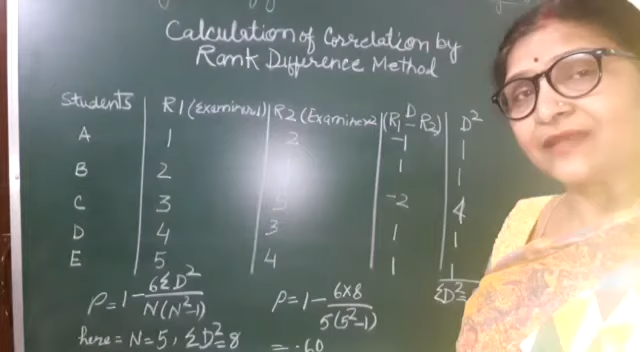 Calculation of Correlation by
Rank Difference Method
Students R1 (Examiner1) R2 (Examiner2) D (R1 - R2) D²
A 1 2 -1 1
B 2 1 1 1
C 3 5 -2 4
D 4 3 1 1
E 5 4 1 1
ρ = 1 - 6ΣD² / N(N²-1) ρ = 1 - 6x8 / 5(5²-1) ΣD²=
here = N = 5, ΣD² = 8 = .60